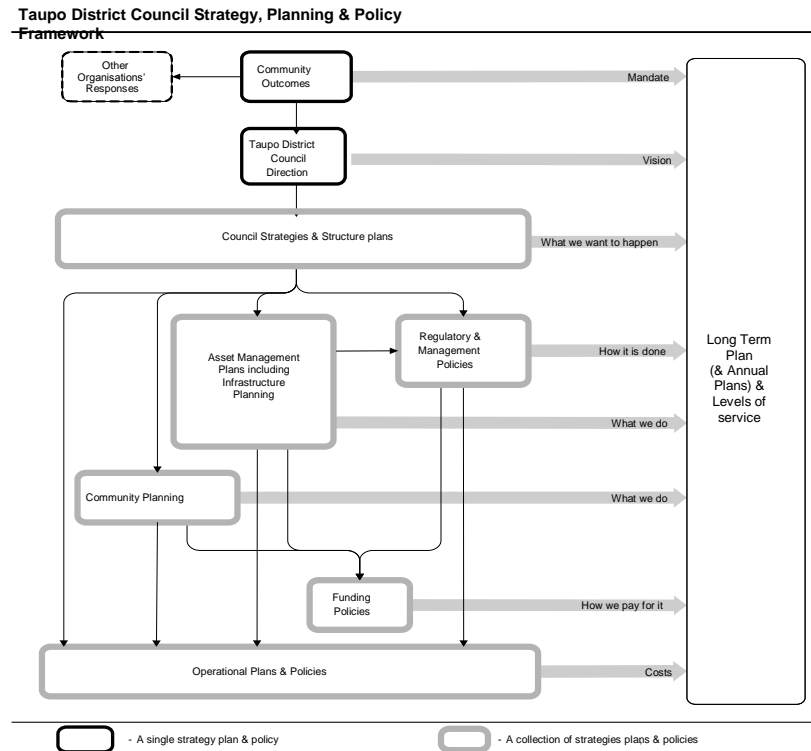 Taupo District Council Strategy, Planning & Policy
Framework
Other
Organisations'
Responses
Community
Outcomes
Mandate
Taupo District
Council
Direction
Vision
Council Strategies & Structure plans
What we want to happen
Asset Management
Plans including
Infrastructure
Planning
Regulatory &
Management
Policies
How it is done
Long Term
Plan
(& Annual
Plans) &
Levels of
service
What we do
Community Planning
What we do
Funding
Policies
How we pay for it
Operational Plans & Policies
Costs
- A single strategy plan & policy
- A collection of strategies plans & policies